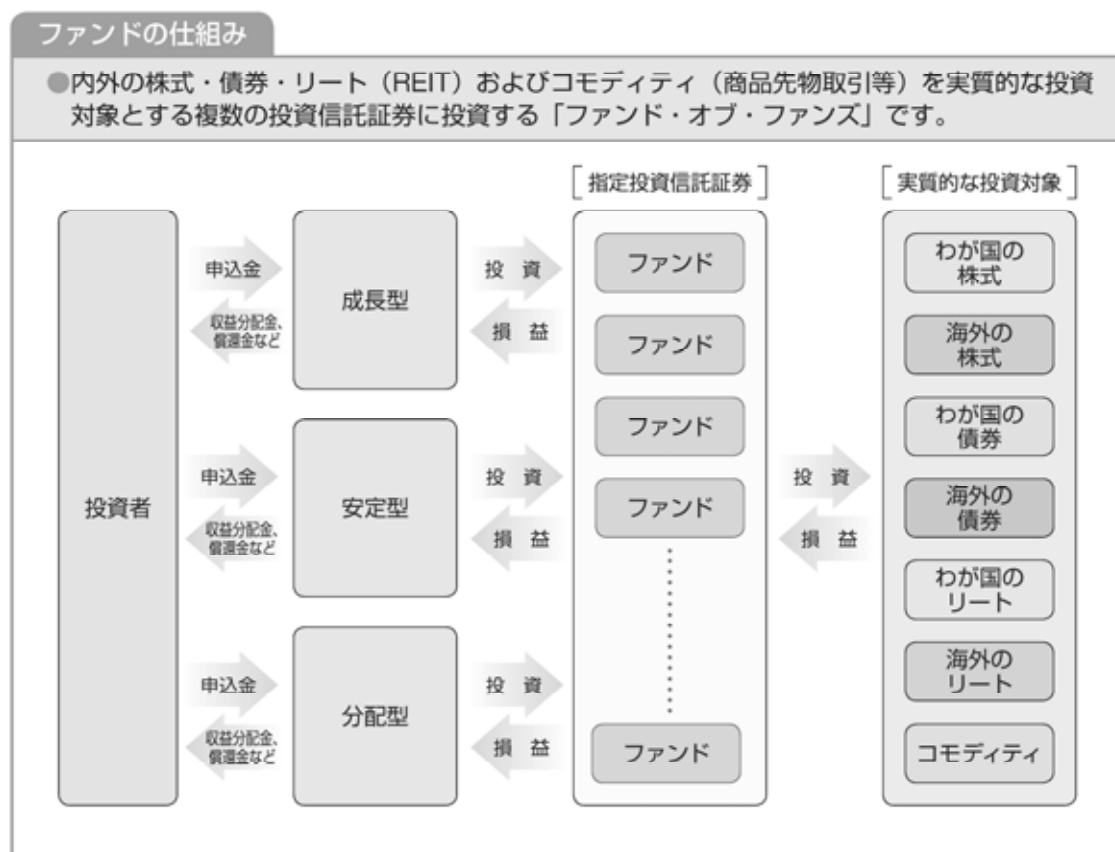 ファンドの仕組み
●内外の株式・債券・リート（REIT）およびコモディティ（商品先物取引等）を実質的な投資
対象とする複数の投資信託証券に投資する「ファンド・オブ・ファンズ」です。
［指定投資信託証券］
［実質的な投資対象］
投資者
申込金
収益分配金、
償還金など
成長型
投　資
損　益
申込金
収益分配金、
償還金など
安定型
投　資
損　益
申込金
収益分配金、
償還金など
分配型
投　資
損　益
ファンド
ファンド
ファンド
ファンド
ファンド
投　資
損　益
わが国の
株式
海外の
株式
わが国の
債券
海外の
債券
わが国の
リート
海外の
リート
コモディティ